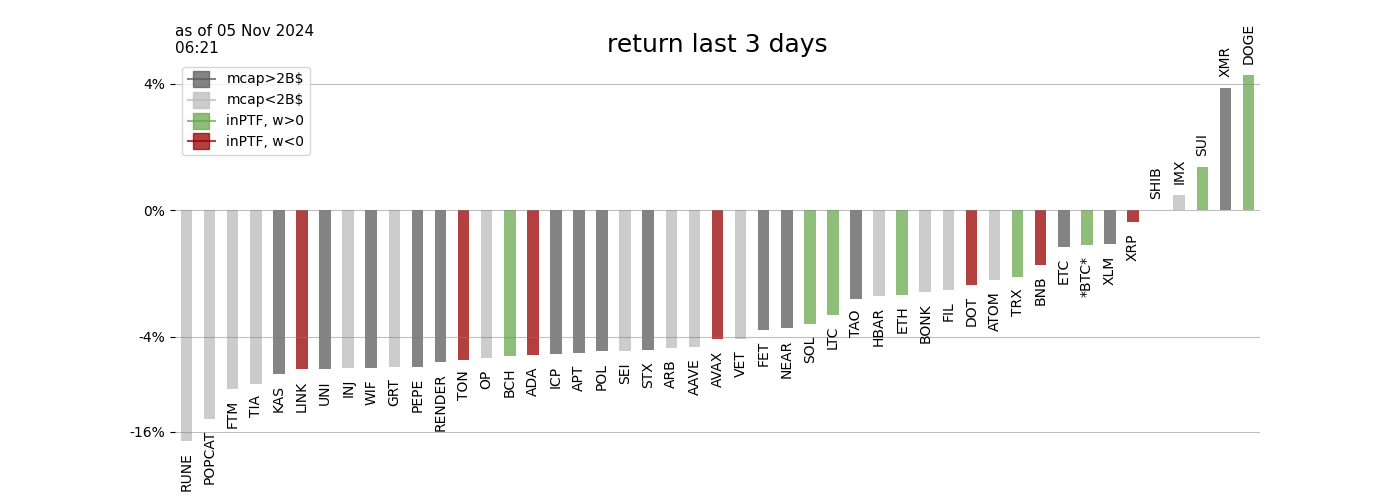 as of 05 Nov 2024
06:21
return last 3 days
mcap>2B$
mcap<2B$
inPTF, w>0
inPTF, w<0
4%
0%
-4%
-16%
RUNE
POPCAT
FTM
TIA
KAS
LINK
UNI
INJ
WIF
GRT
PEPE
RENDER
TON
OP
BCH
ADA
ICP
APT
POL
SEI
STX
ARB
AAVE
AVAX
VET
FET
NEAR
SOL
LTC
TAO
HBAR
ETH
BONK
FIL
DOT
ATOM
TRX
BNB
ETC
*BTC*
XLM
XRP
SHIB
IMX
SUI
XMR
DOGE